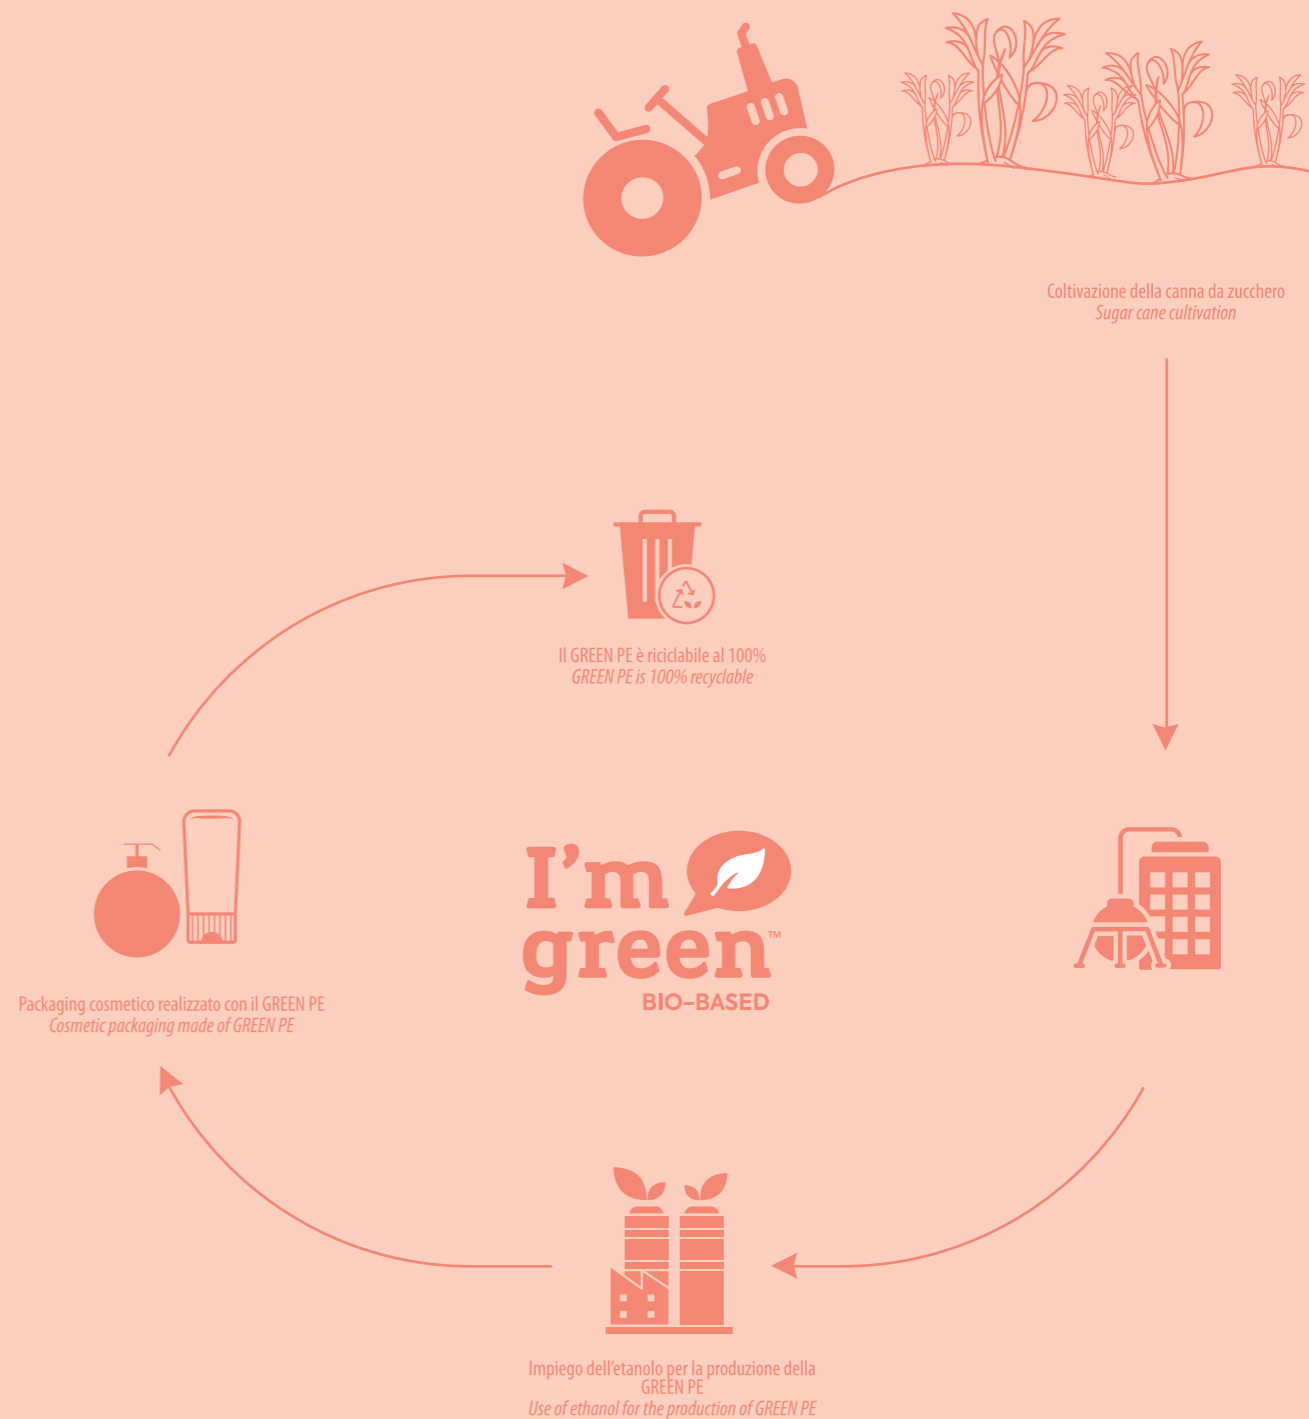 Coltivazione della canna da zucchero
Sugar cane cultivation
Il GREEN PE è riciclabile al 100%
GREEN PE is 100% recyclable
I'm
green™
BIO-BASED
Packaging cosmetico realizzato con il GREEN PE
Cosmetic packaging made of GREEN PE
Impiego dell'etanolo per la produzione della
GREEN PE
Use of ethanol for the production of GREEN PE